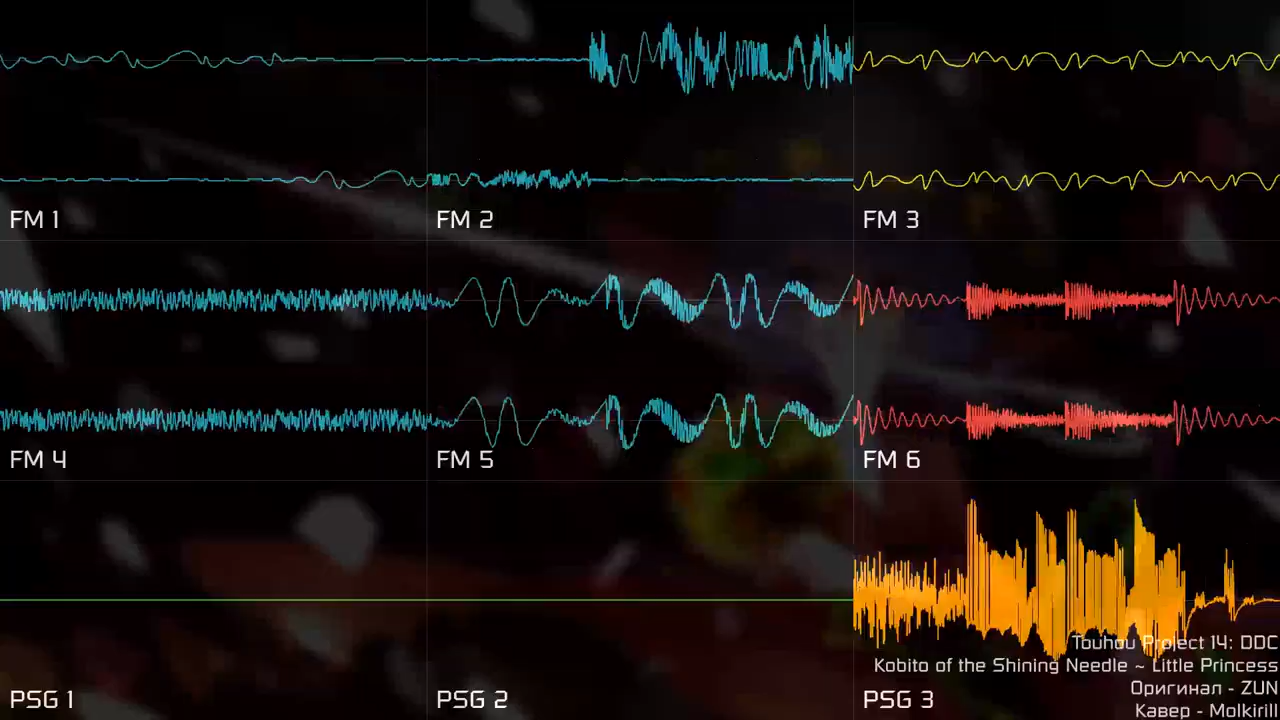 FM 1
FM 2
FM 3
FM 4
FM 5
FM 6
PSG 1
PSG 2
PSG 3
Touhou Project 14: DDC
Kobito of the Shining Needle ~ Little Princess
Оригинал - ZUN
Кавер - Molkirill